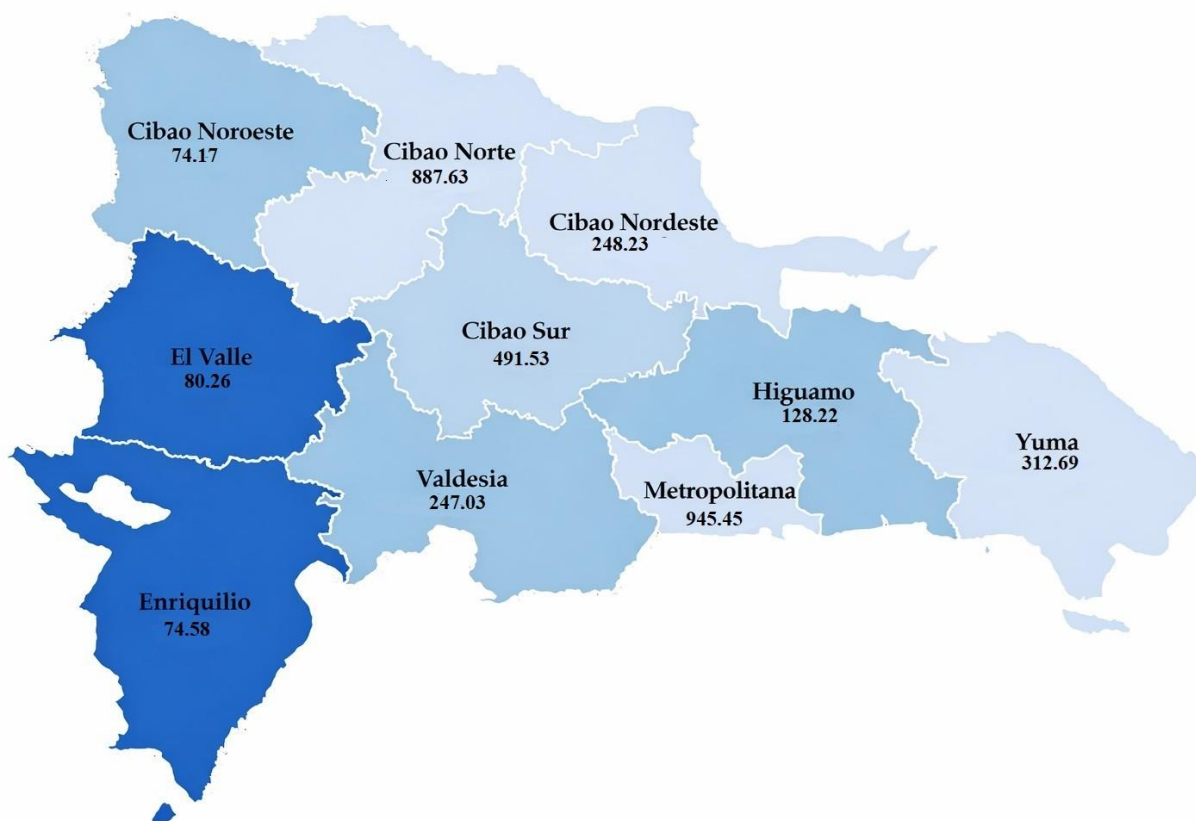 Cibao Noroeste
74.17
Cibao Norte
887.63
Cibao Nordeste
248.23
Cibao Sur
491.53
El Valle
80.26
Higuamo
128.22
Yuma
312.69
Valdesia
247.03
Metropolitana
945.45
Enriquilio
74.58